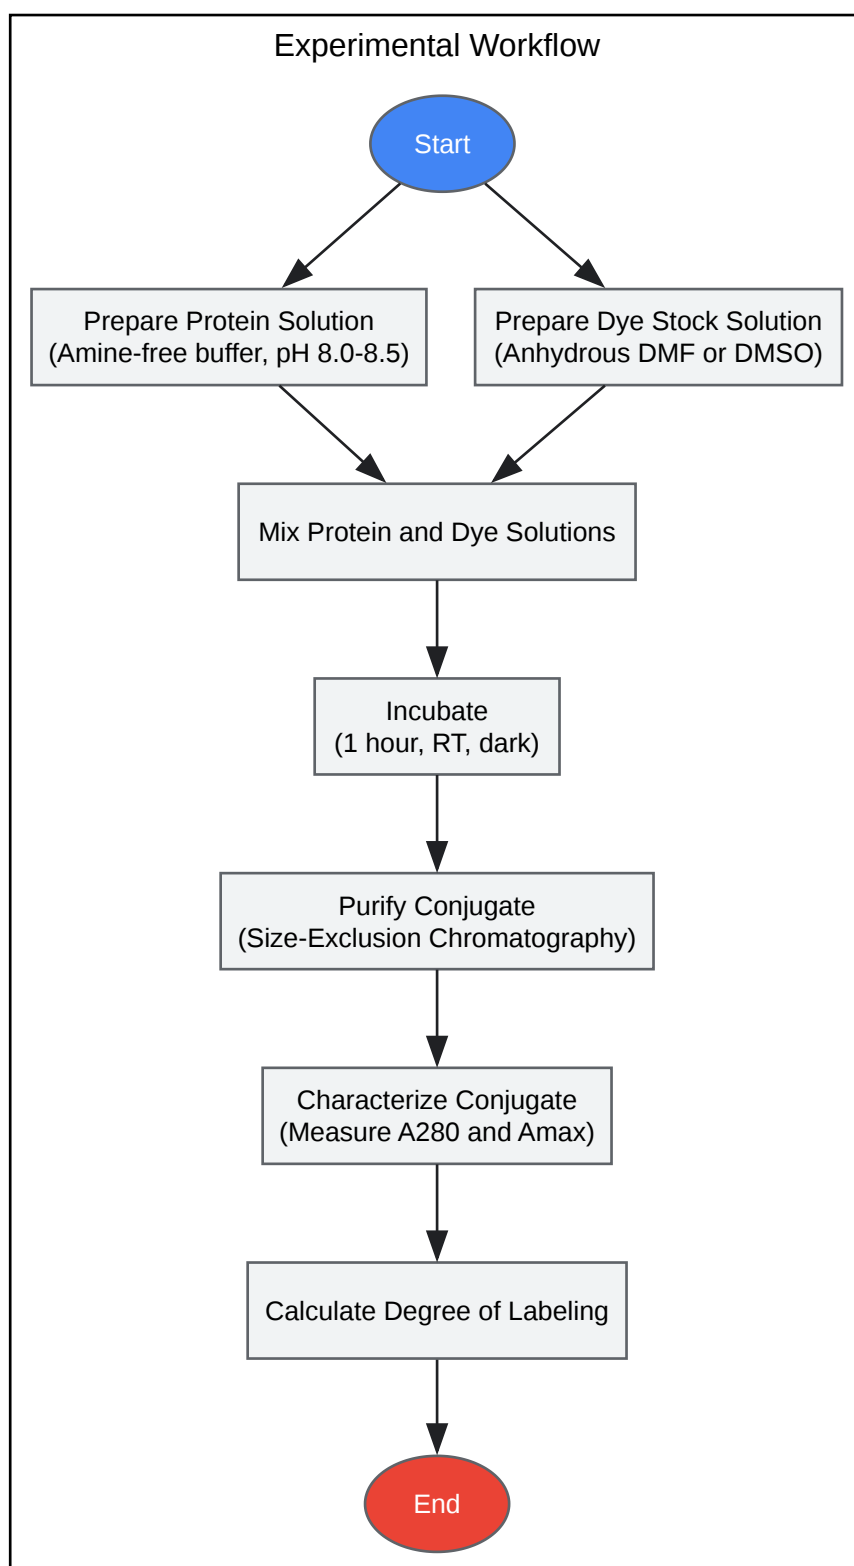 Experimental Workflow
Start
Prepare Protein Solution
(Amine-free buffer, pH 8.0-8.5)
Prepare Dye Stock Solution
(Anhydrous DMF or DMSO)
Mix Protein and Dye Solutions
Incubate
(1 hour, RT, dark)
Purify Conjugate
(Size-Exclusion Chromatography)
Characterize Conjugate
(Measure A280 and Amax)
Calculate Degree of Labeling
End